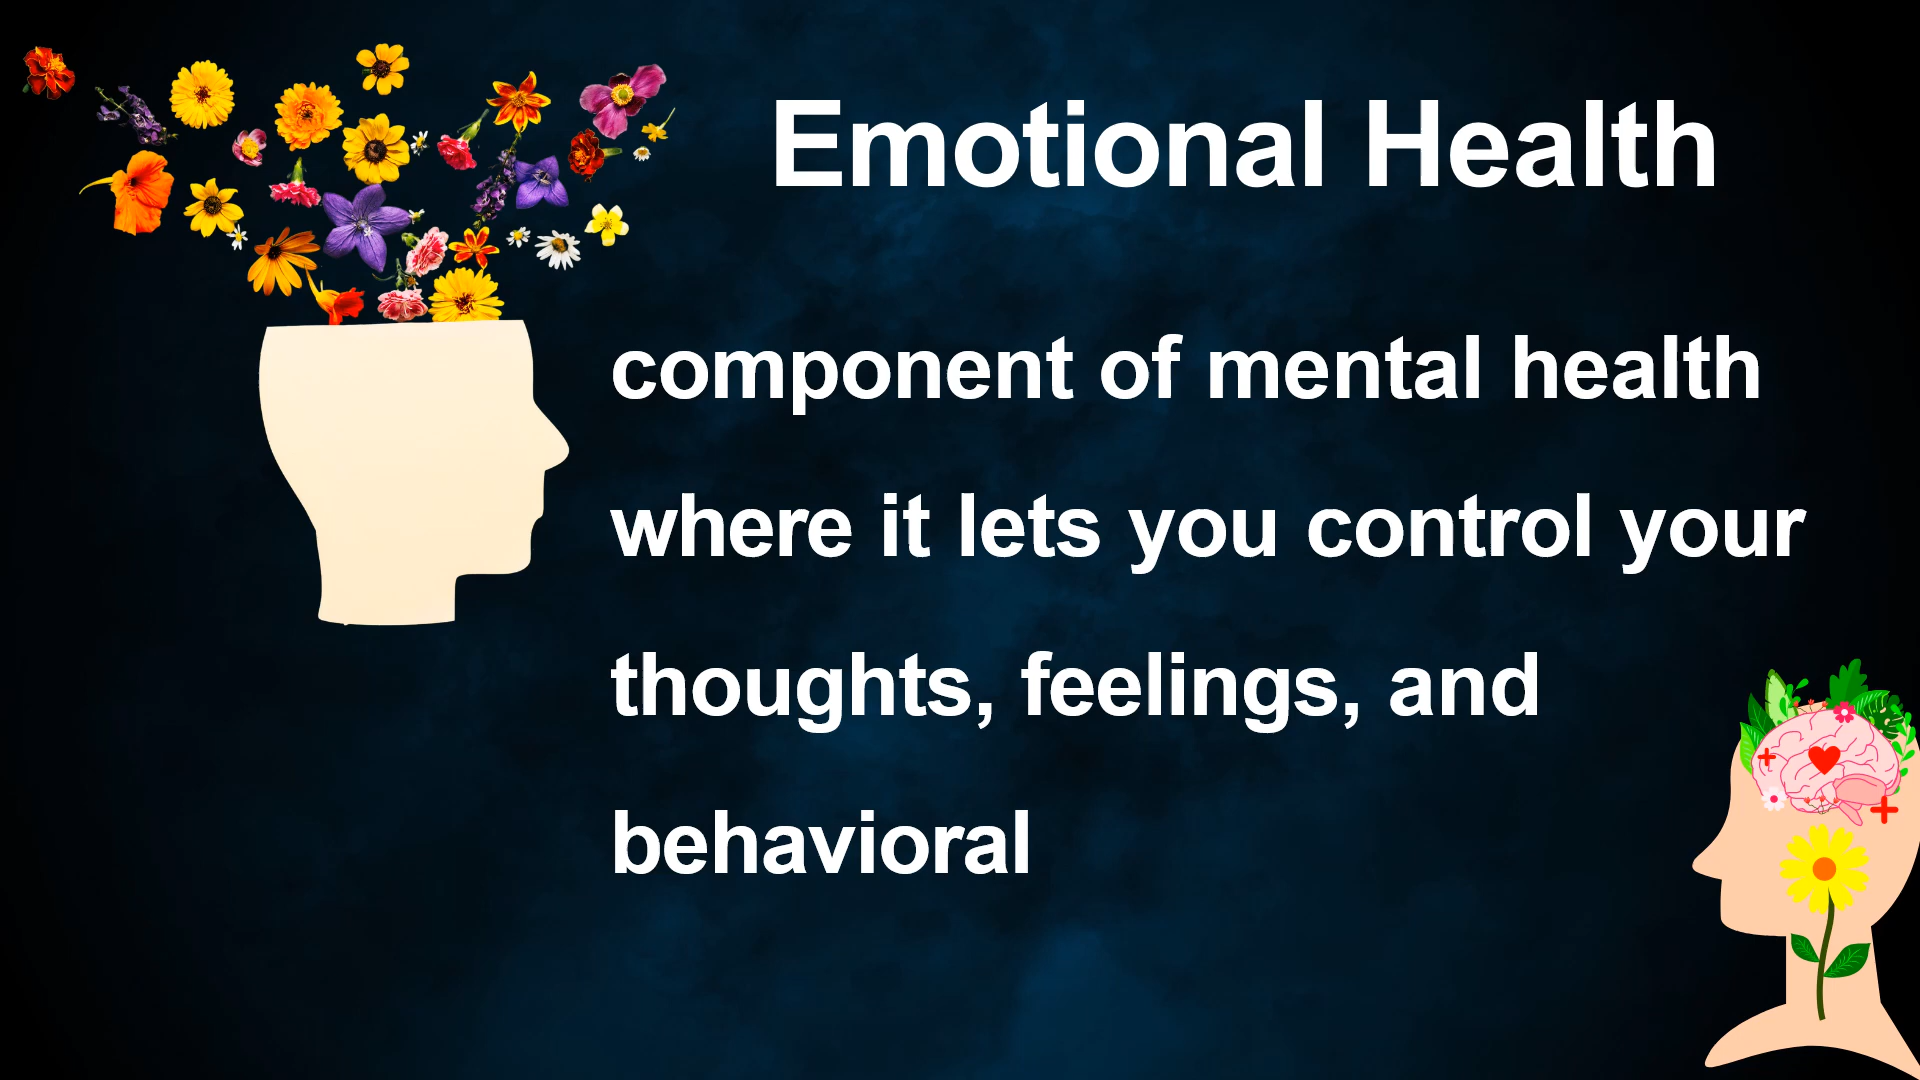 Emotional Health
component of mental health
where it lets you control your
thoughts, feelings, and
behavioral